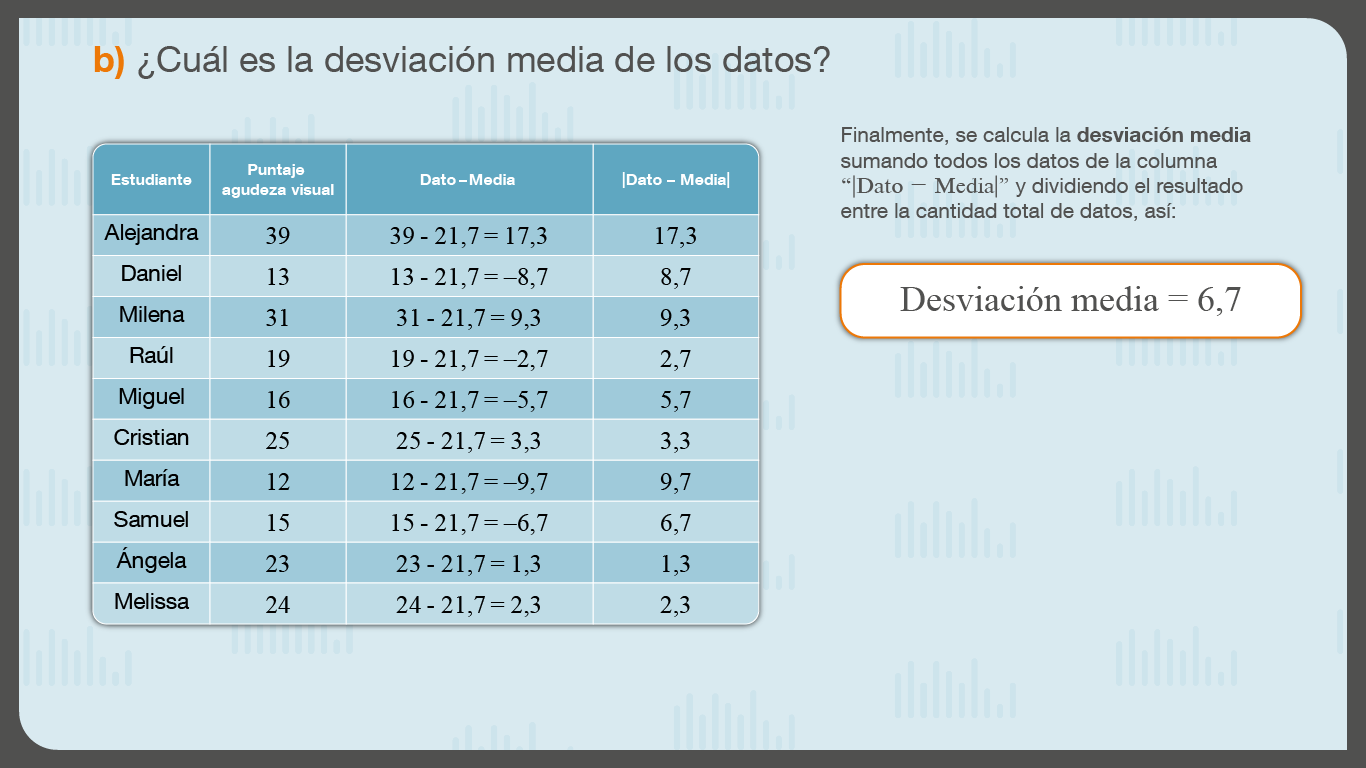 b) ¿Cuál es la desviación media de los datos?
Finalmente, se calcula la desviación media
sumando todos los datos de la columna
“|Dato − Media|” y dividiendo el resultado
entre la cantidad total de datos, así:
Desviación media = 6,7
Estudiante Puntaje agudeza visual Dato – Media |Dato – Media|
Alejandra 39 39 - 21,7 = 17,3 17,3
Daniel 13 13 - 21,7 = –8,7 8,7
Milena 31 31 - 21,7 = 9,3 9,3
Raúl 19 19 - 21,7 = –2,7 2,7
Miguel 16 16 - 21,7 = –5,7 5,7
Cristian 25 25 - 21,7 = 3,3 3,3
María 12 12 - 21,7 = –9,7 9,7
Samuel 15 15 - 21,7 = –6,7 6,7
Ángela 23 23 - 21,7 = 1,3 1,3
Melissa 24 24 - 21,7 = 2,3 2,3